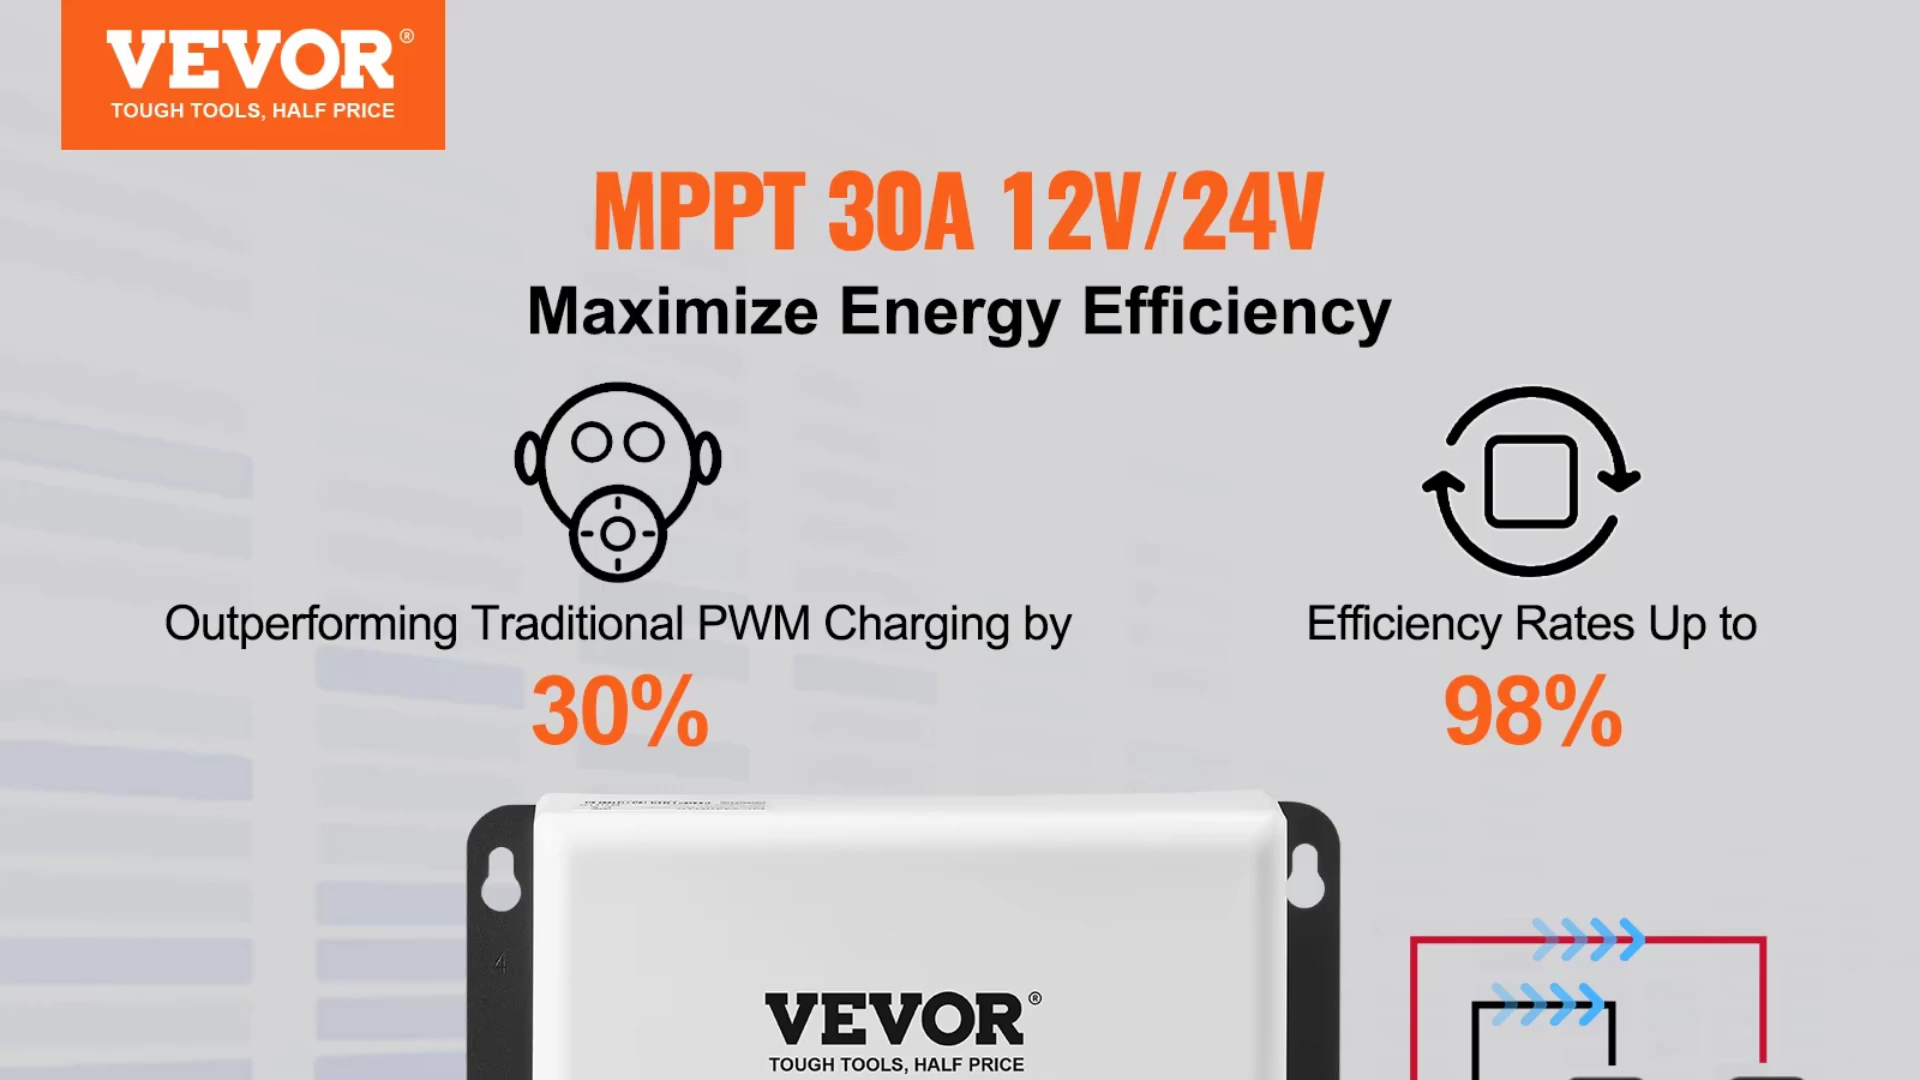 VEVOR®
TOUGH TOOLS, HALF PRICE
MPPT 30A 12V/24V
Maximize Energy Efficiency
Outperforming Traditional PWM Charging by
30%
Efficiency Rates Up to
98%
4
VEVOR®
TOUGH TOOLS, HALF PRICE